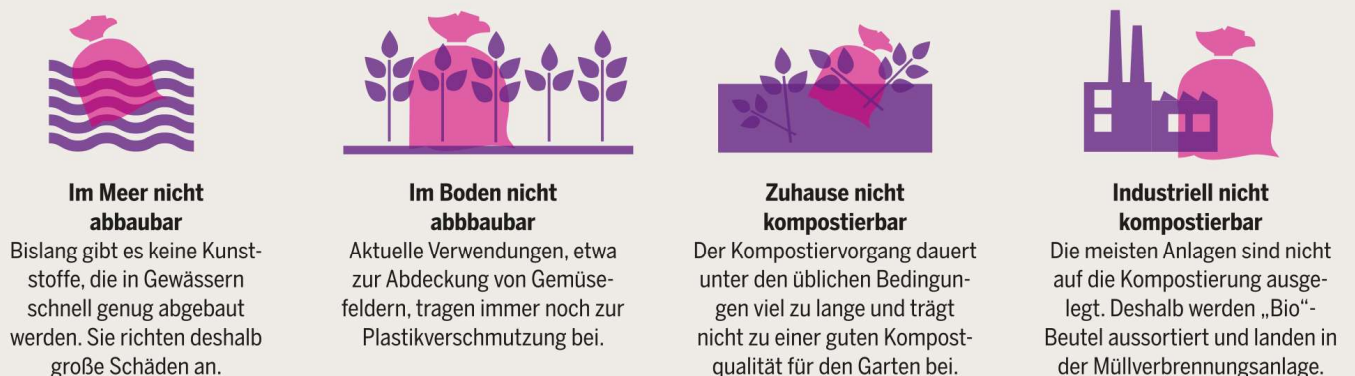 Im Meer nicht
abbaubar
Bislang gibt es keine Kunst-
stoffe, die in Gewässern
schnell genug abgebaut
werden. Sie richten deshalb
große Schäden an.
Im Boden nicht
abbbaubar
Aktuelle Verwendungen, etwa
zur Abdeckung von Gemüse-
feldern, tragen immer noch zur
Plastikverschmutzung bei.
Zuhause nicht
kompostierbar
Der Kompostiervorgang dauert
unter den üblichen Bedingun-
gen viel zu lange und trägt
nicht zu einer guten Kompost-
qualität für den Garten bei.
Industriell nicht
kompostierbar
Die meisten Anlagen sind nicht
auf die Kompostierung ausge-
legt. Deshalb werden „Bio“-
Beutel aussortiert und landen in
der Müllverbrennungsanlage.